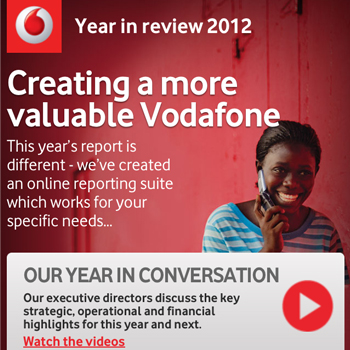 Year in review 2012
Creating a more
valuable Vodafone
This year's report is
different - we've created
an online reporting suite
which works for your
specific needs...
OUR YEAR IN CONVERSATION
Our executive directors discuss the key
strategic, operational and financial
highlights for this year and next.
Watch the videos